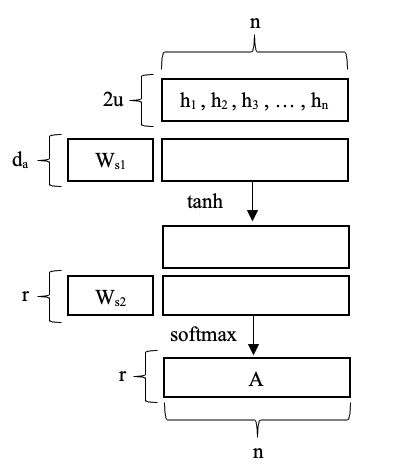 n
2u
h₁ , h₂ , h₃ , … , hₙ
dₐ
Wₛ₁
tanh
r
Wₛ₂
softmax
r
A
n